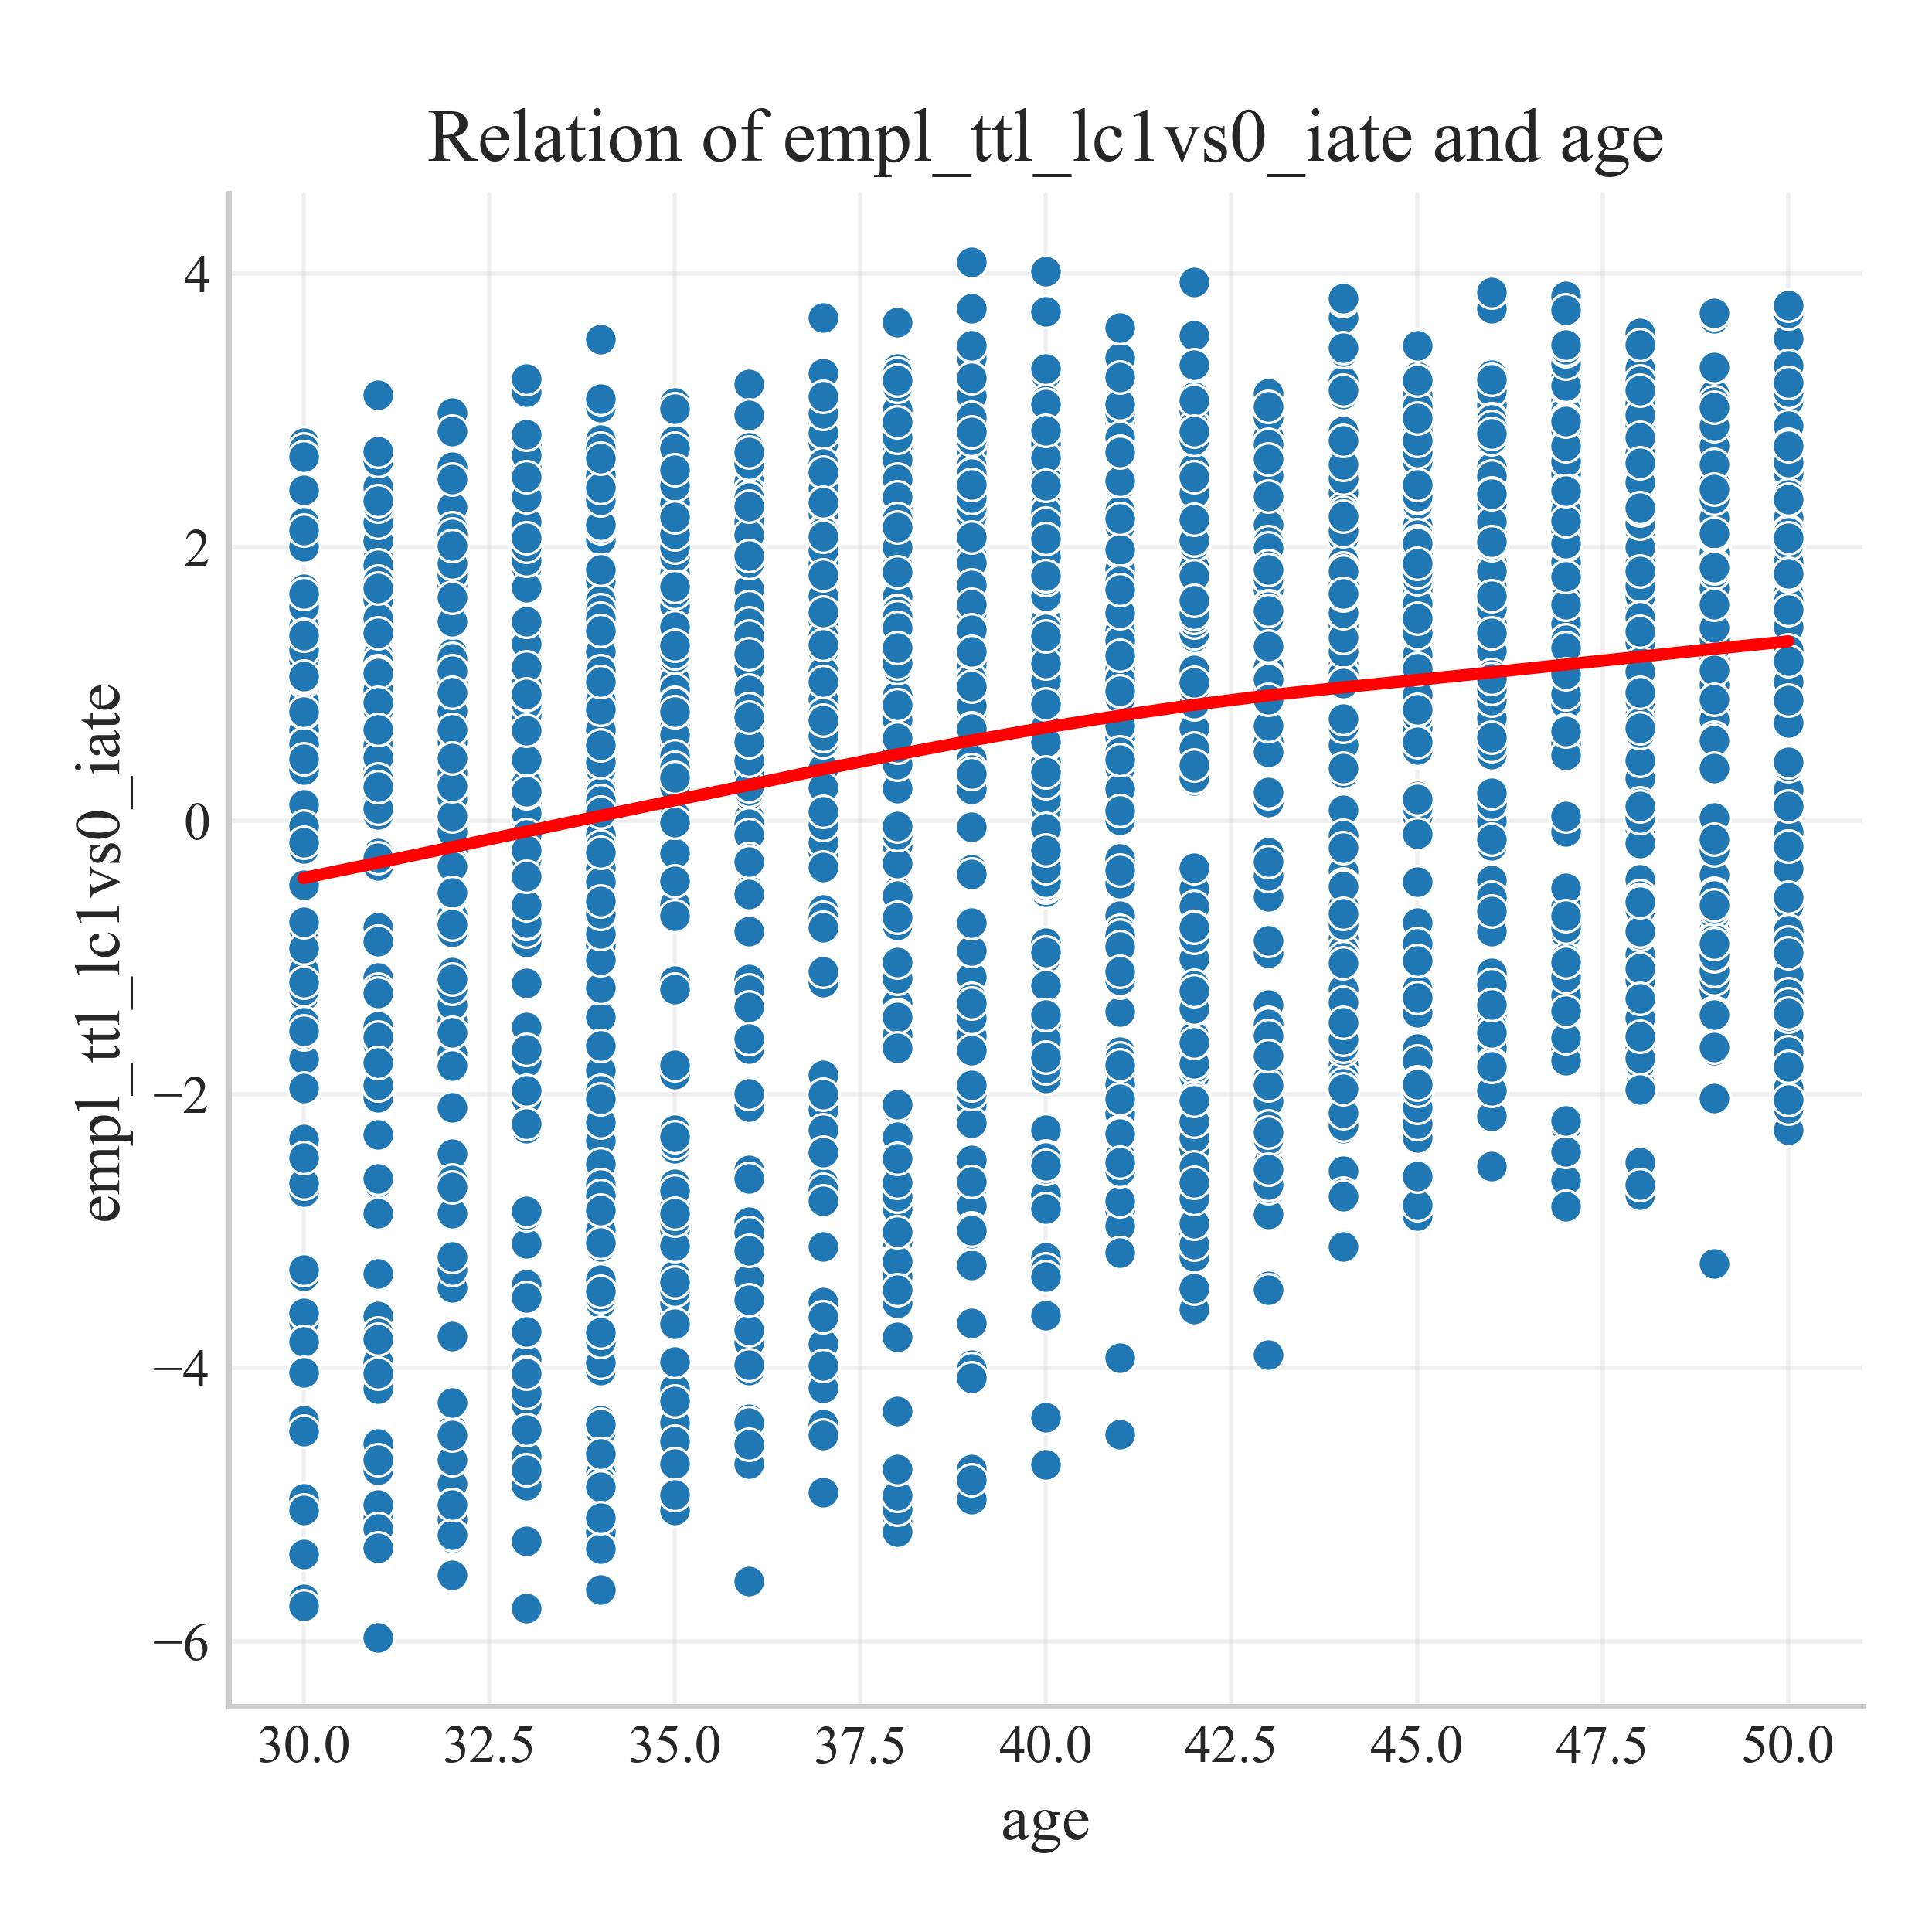 Relation of empl_ttl_lc1vs0_iate and age
empl_ttl_lc1vs0_iate
4
2
0
−2
−4
−6
30.0 32.5 35.0 37.5 40.0 42.5 45.0 47.5 50.0
age